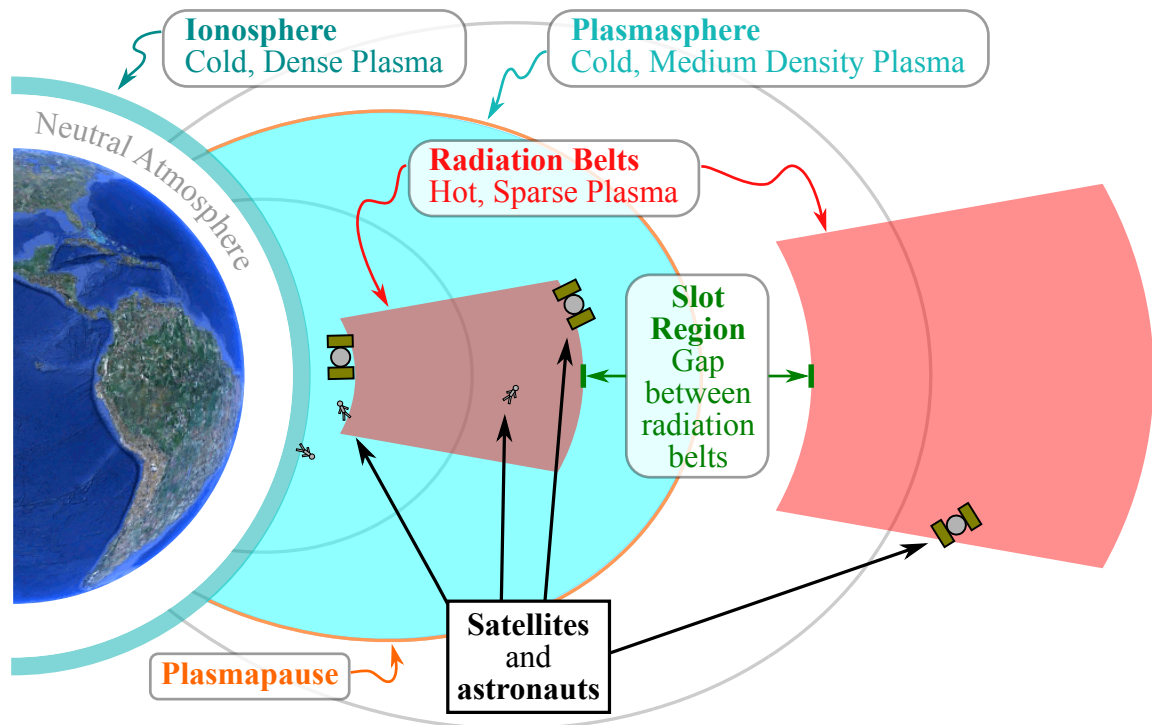 Ionosphere
Cold, Dense Plasma
Plasmasphere
Cold, Medium Density Plasma
Neutral Atmosphere
Radiation Belts
Hot, Sparse Plasma
Slot
Region
Gap
between
radiation
belts
Satellites
and
astronauts
Plasmapause